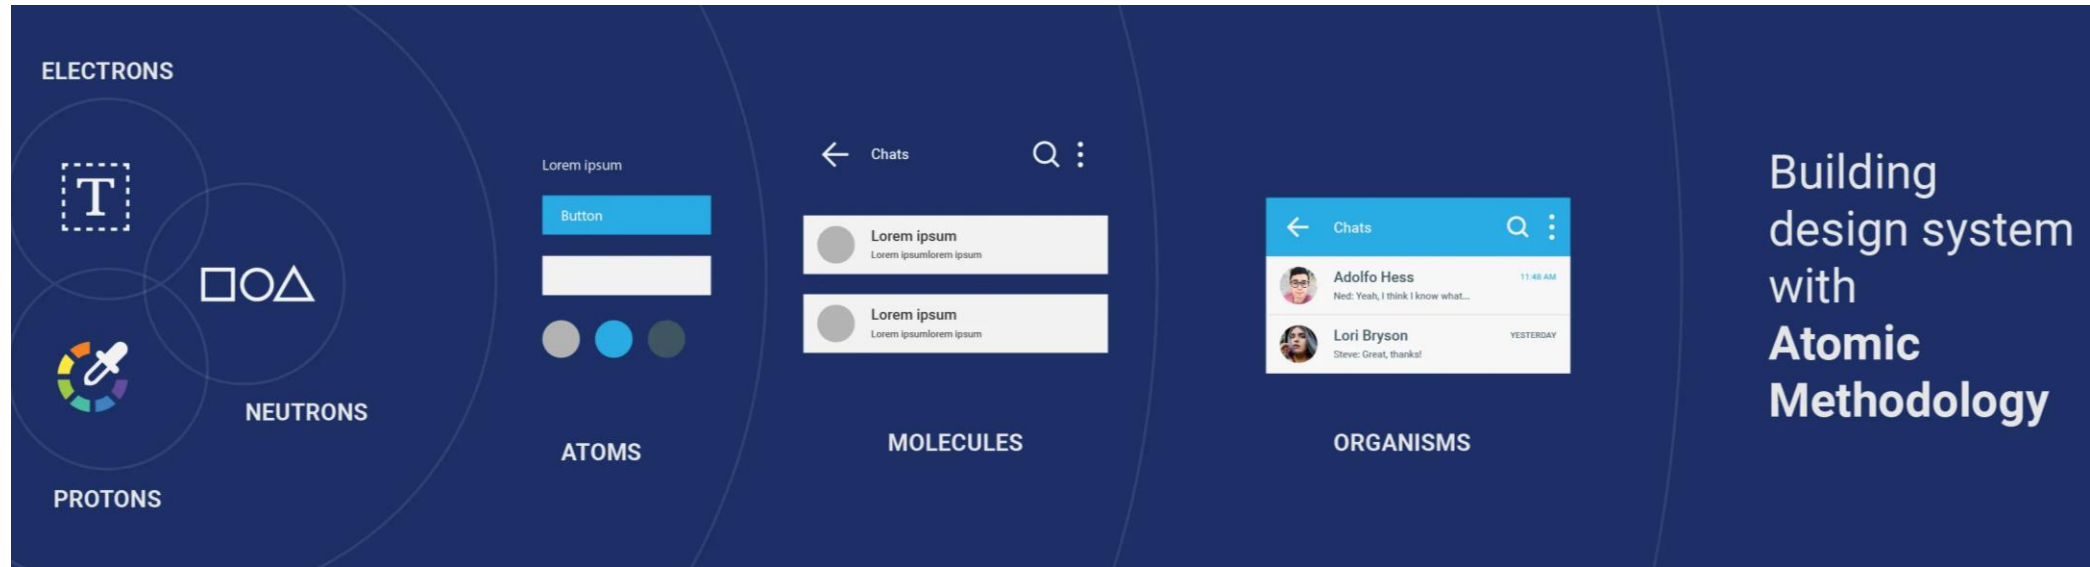 ELECTRONS
T
NEUTRONS
PROTONS
Lorem ipsum
Button
ATOMS
Chats
Lorem ipsum
Lorem ipsumlorem ipsum
Lorem ipsum
Lorem ipsumlorem ipsum
MOLECULES
Chats
Adolfo Hess 11:48 AM
Ned: Yeah, I think I know what...
Lori Bryson YESTERDAY
Steve: Great, thanks!
ORGANISMS
Building
design system
with
Atomic
Methodology